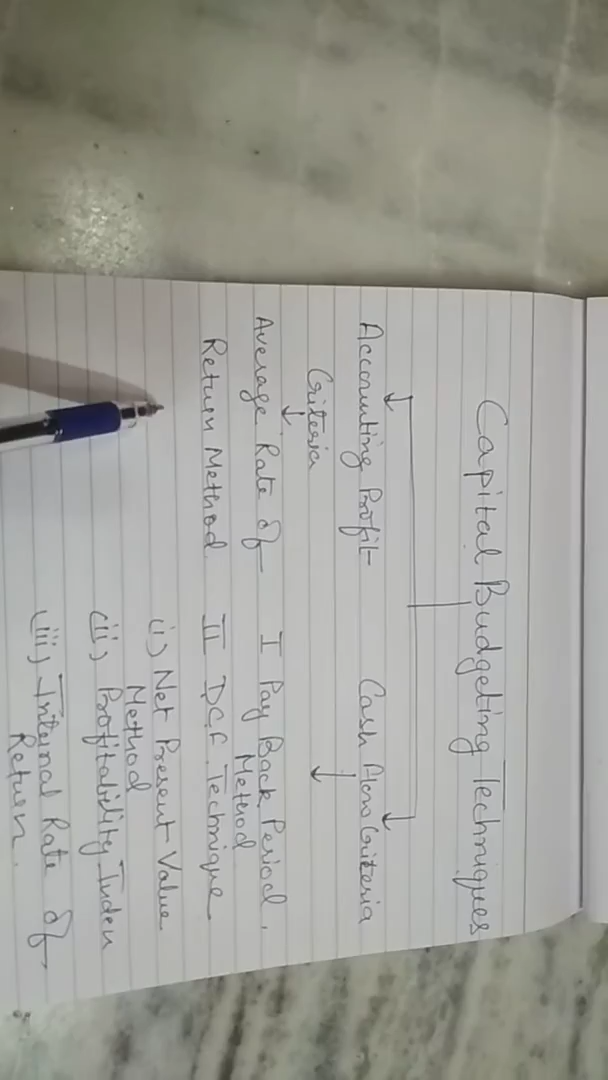 Capital Budgeting Techniques
Accounting Profit Criteria
Cash Flow Criteria
Average Rate of
Return Method
I Pay Back Period.
Method
II DCF Technique
(i) Net Present Value
Method
(ii) Profitability Index
(iii) Internal Rate of
Return.